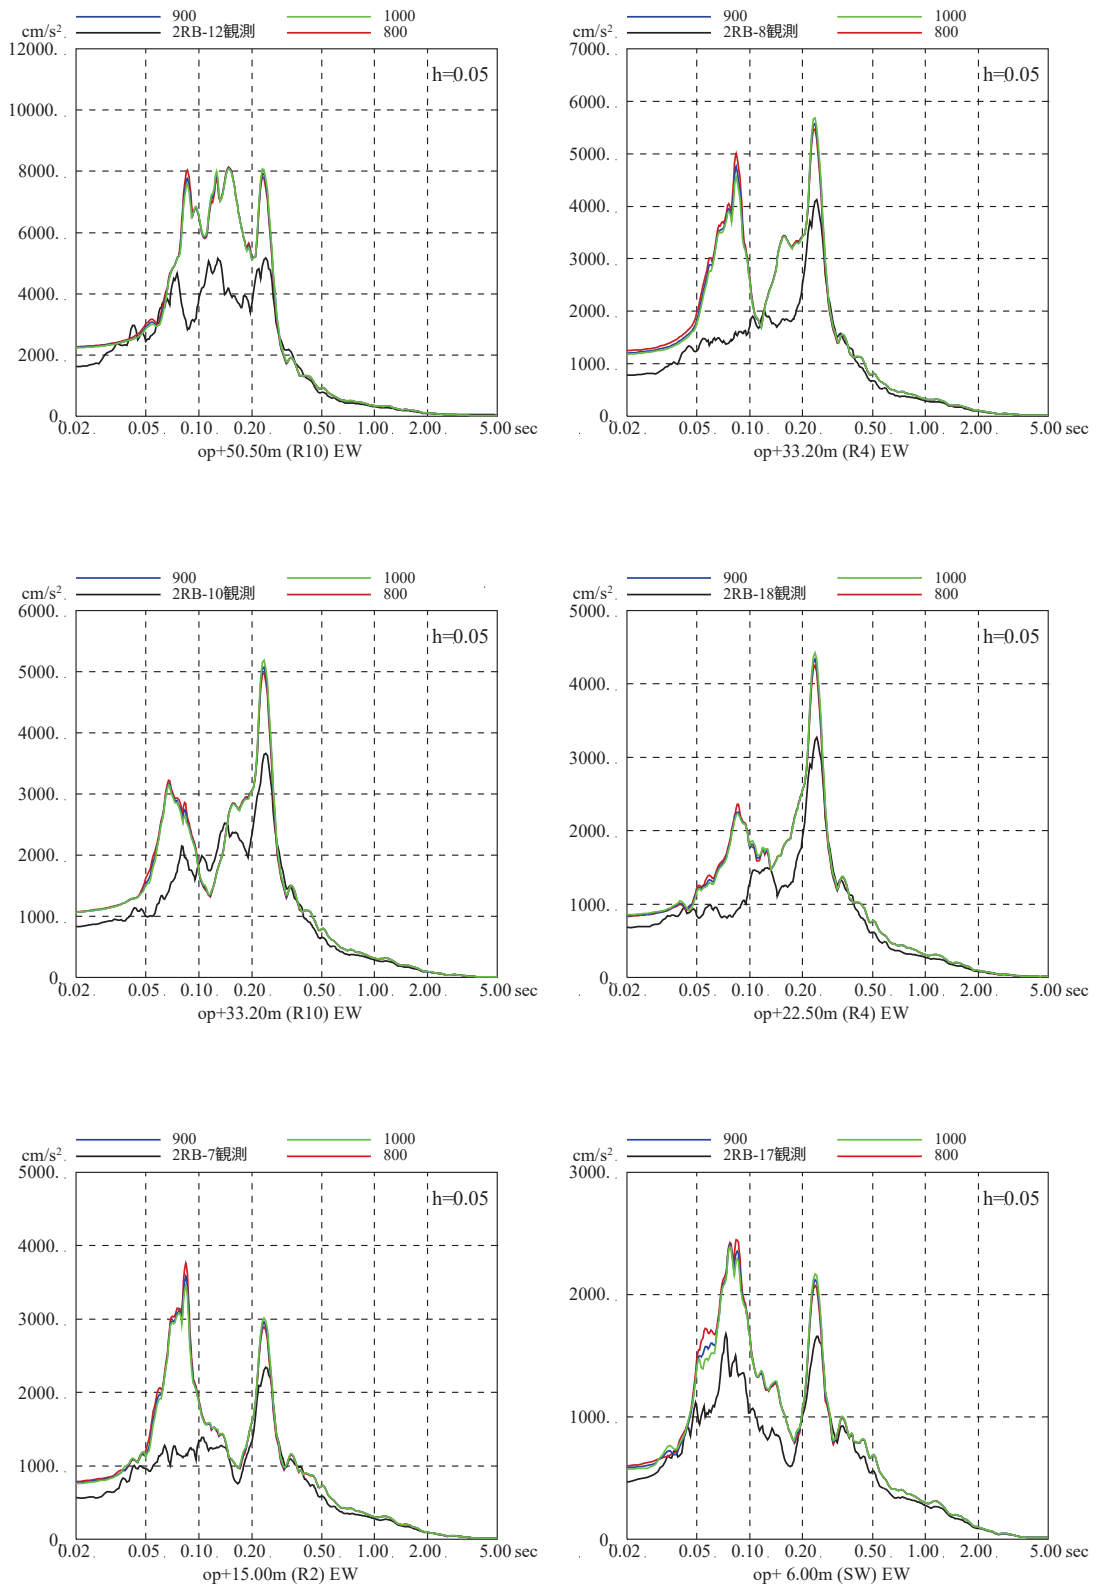 900 1000
cm/s². 2RB-12観測 800
12000.
h=0.05
10000.
8000.
6000.
4000.
2000.
0.
0.02 0.05 0.10 0.20 0.50 1.00 2.00 5.00 sec
op+50.50m (R10) EW
900 1000
cm/s². 2RB-8観測 800
7000.
h=0.05
6000.
5000.
4000.
3000.
2000.
1000.
0.
0.02 0.05 0.10 0.20 0.50 1.00 2.00 5.00 sec
op+33.20m (R4) EW
900 1000
cm/s². 2RB-10観測 800
6000.
h=0.05
5000.
4000.
3000.
2000.
1000.
0.
0.02 0.05 0.10 0.20 0.50 1.00 2.00 5.00 sec
op+33.20m (R10) EW
900 1000
cm/s². 2RB-18観測 800
5000.
h=0.05
4000.
3000.
2000.
1000.
0.
0.02 0.05 0.10 0.20 0.50 1.00 2.00 5.00 sec
op+22.50m (R4) EW
900 1000
cm/s². 2RB-7観測 800
5000.
h=0.05
4000.
3000.
2000.
1000.
0.
0.02 0.05 0.10 0.20 0.50 1.00 2.00 5.00 sec
op+15.00m (R2) EW
900 1000
cm/s². 2RB-17観測 800
3000.
h=0.05
2000.
1000.
0.
0.02 0.05 0.10 0.20 0.50 1.00 2.00 5.00 sec
op+ 6.00m (SW) EW